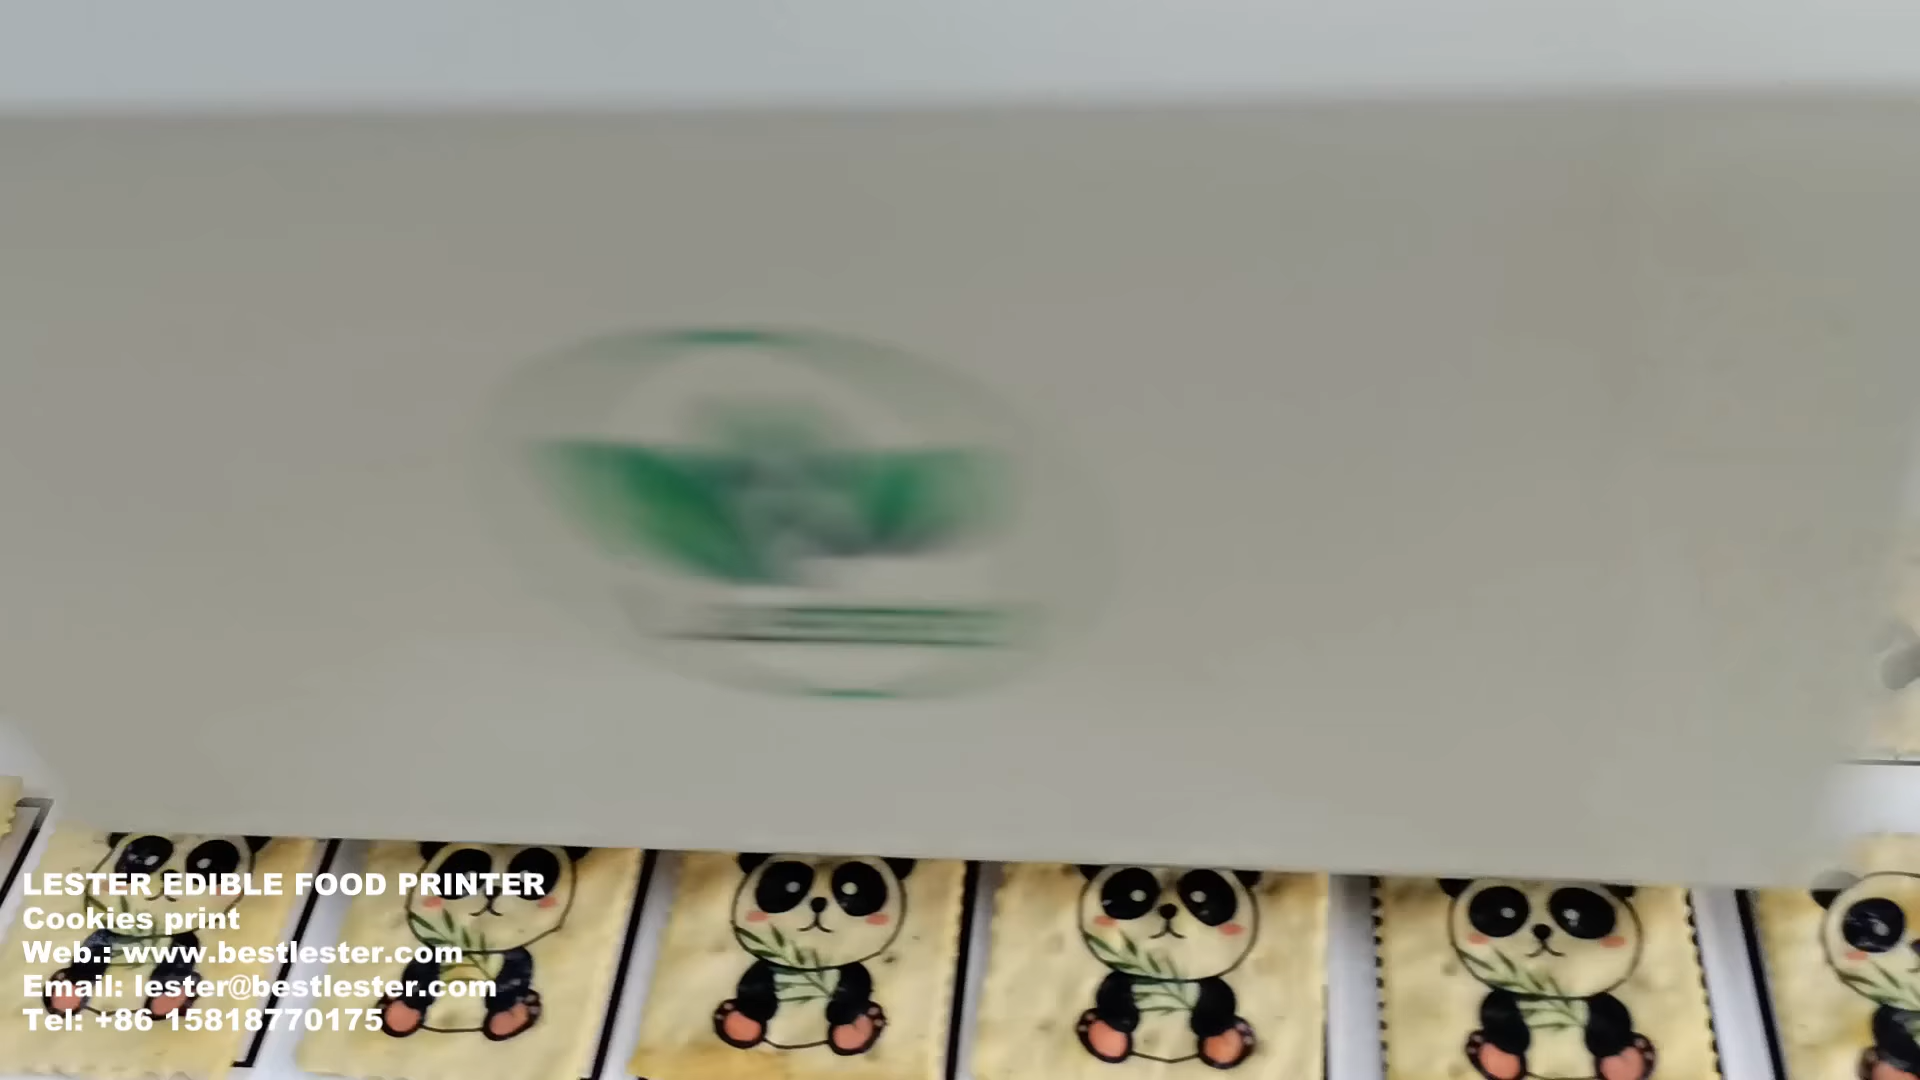 LESTER EDIBLE FOOD PRINTER
Cookies print
Web.: www.bestlester.com
Email: lester@bestlester.com
Tel: +86 15818770175